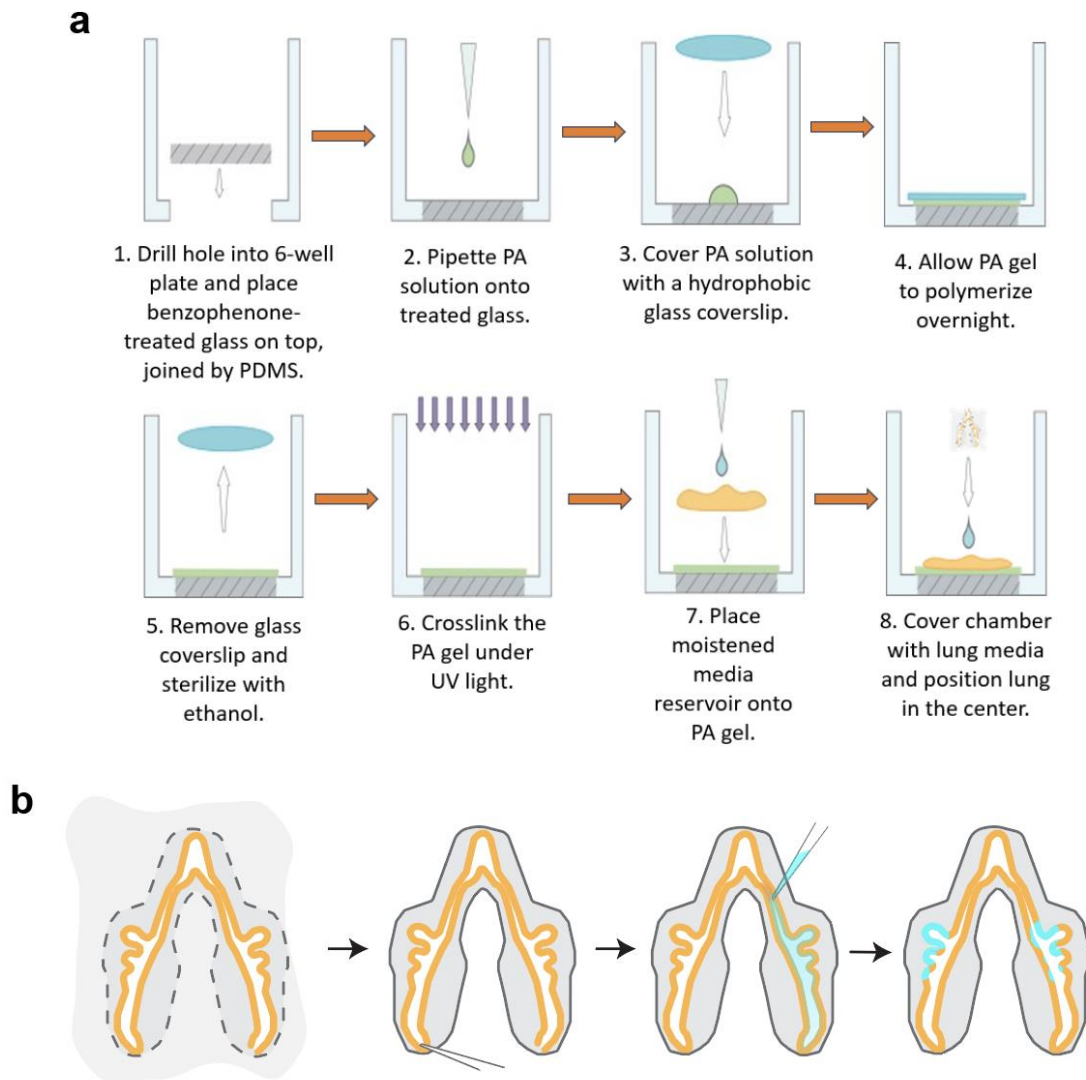 a
1. Drill hole into 6-well
plate and place
benzophenone-
treated glass on top,
joined by PDMS.
2. Pipette PA
solution onto
treated glass.
3. Cover PA solution
with a hydrophobic
glass coverslip.
4. Allow PA gel
to polymerize
overnight.
5. Remove glass
coverslip and
sterilize with
ethanol.
6. Crosslink the
PA gel under
UV light.
7. Place
moistened
media
reservoir onto
PA gel.
8. Cover chamber
with lung media
and position lung
in the center.
b